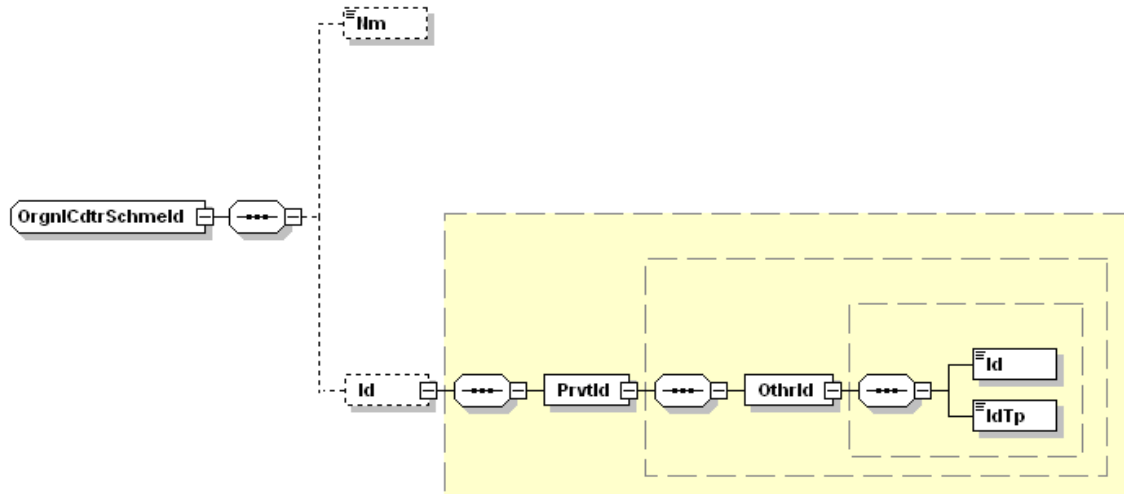 Nm
OrgnlCdtrSchmeId
Id
PrvtId
OthrId
Id
IdTp